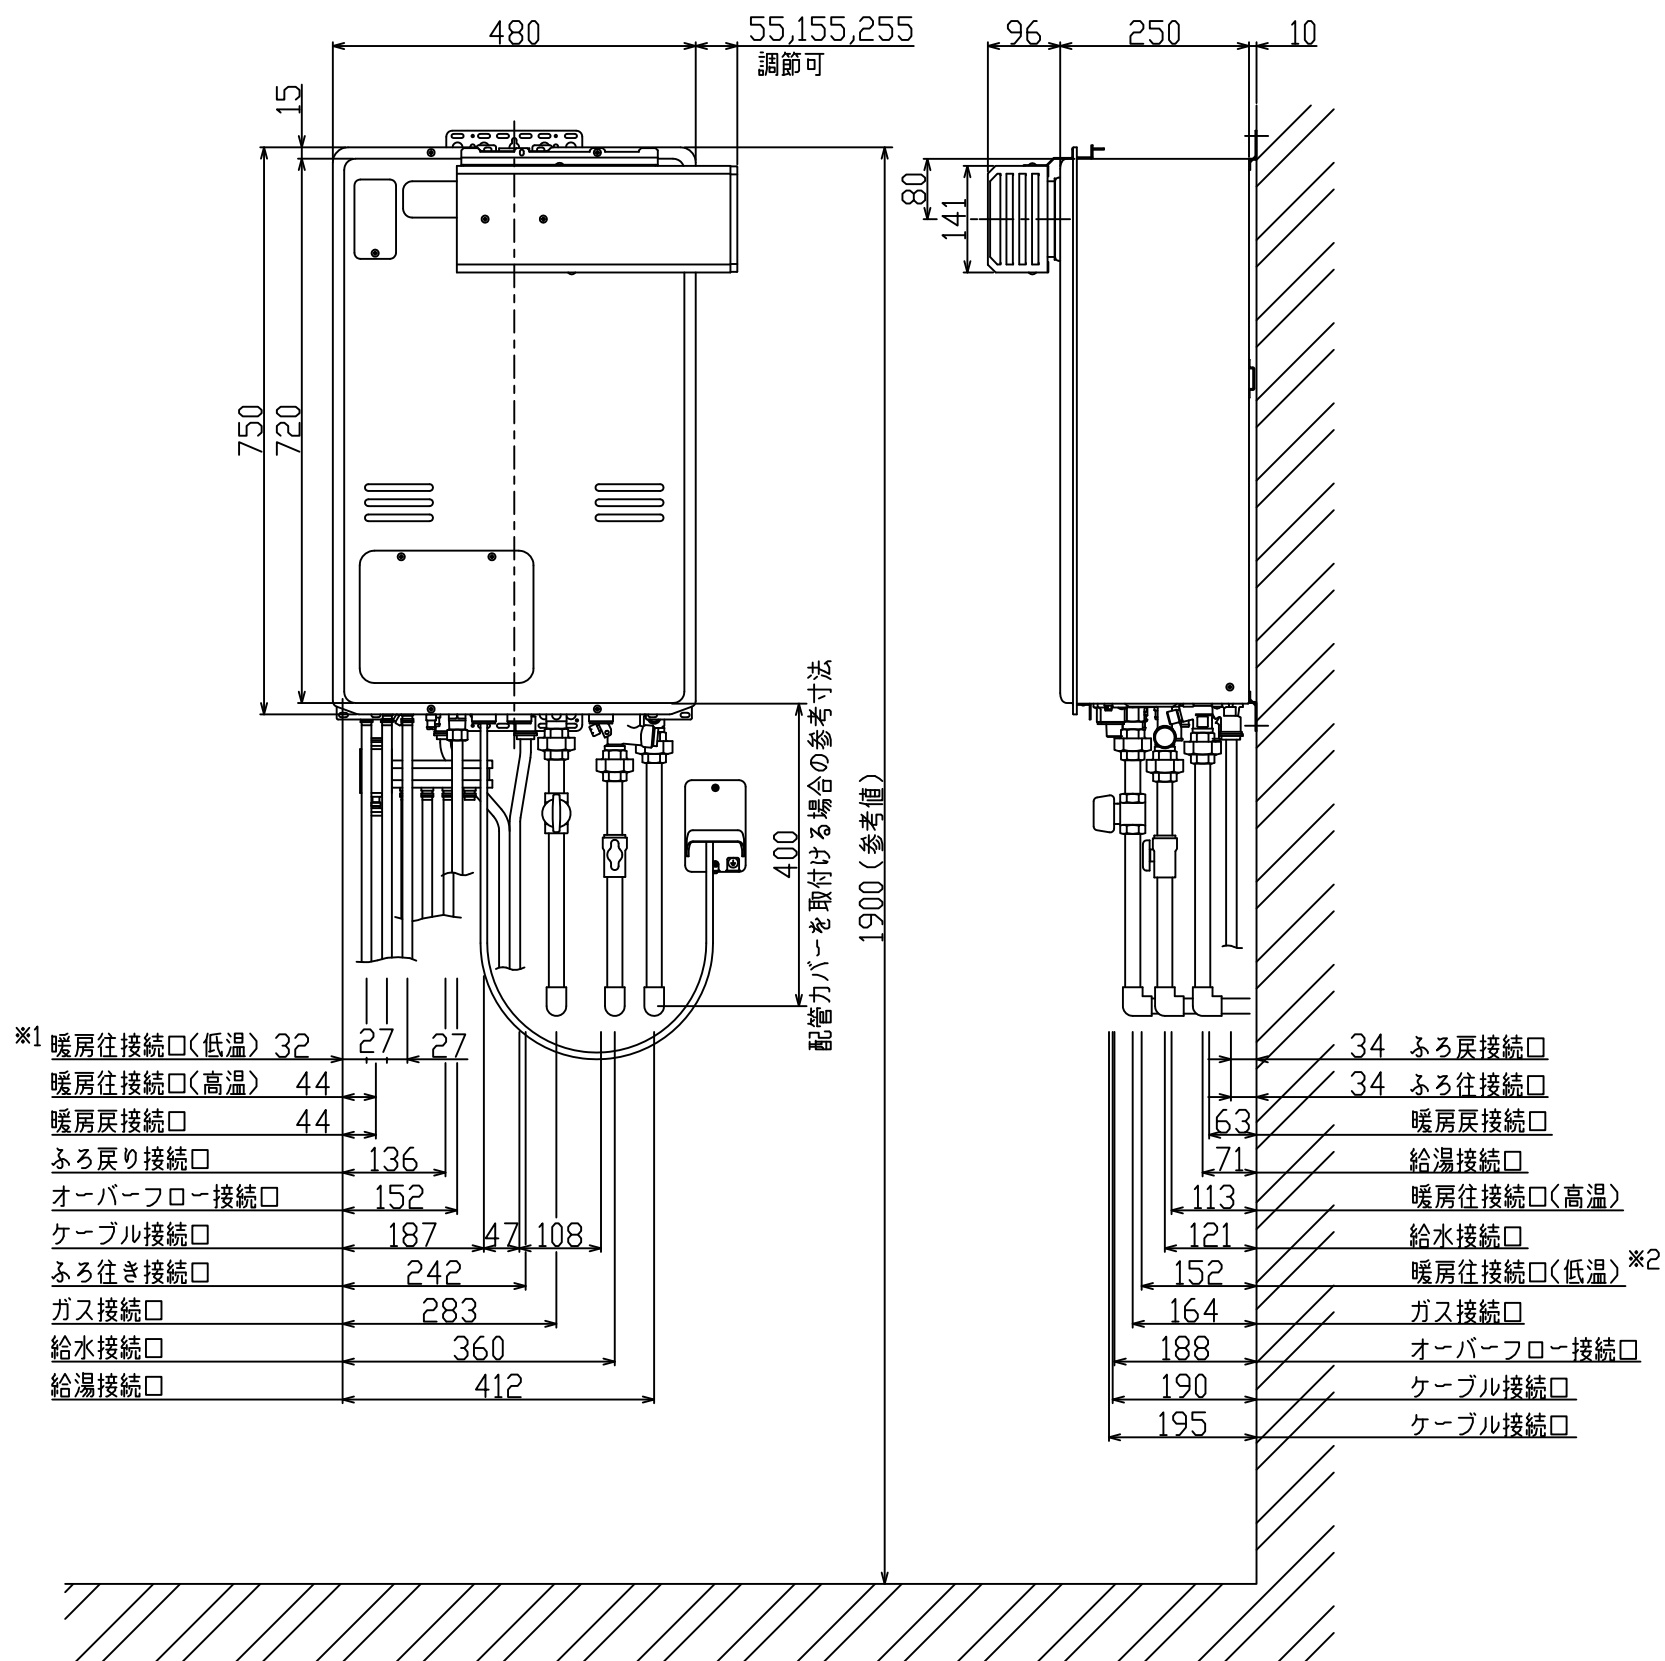 480
55,155,255
調節可
96
250
10
15
80
141
750
720
400
配管カバーを取付ける場合の参考寸法
1900(参考値)
※1 暖房往接続口(低温) 32
27
27
暖房往接続口(高温) 44
暖房戻接続口 44
ふろ戻り接続口 136
オーバーフロー接続口 152
ケーブル接続口 187 47 108
ふろ往き接続口 242
ガス接続口 283
給水接続口 360
給湯接続口 412
34 ふろ戻接続口
34 ふろ往接続口
63 暖房戻接続口
71 給湯接続口
113 暖房往接続口(高温)
121 給水接続口
152 暖房往接続口(低温) ※2
164 ガス接続口
188 オーバーフロー接続口
190 ケーブル接続口
195 ケーブル接続口